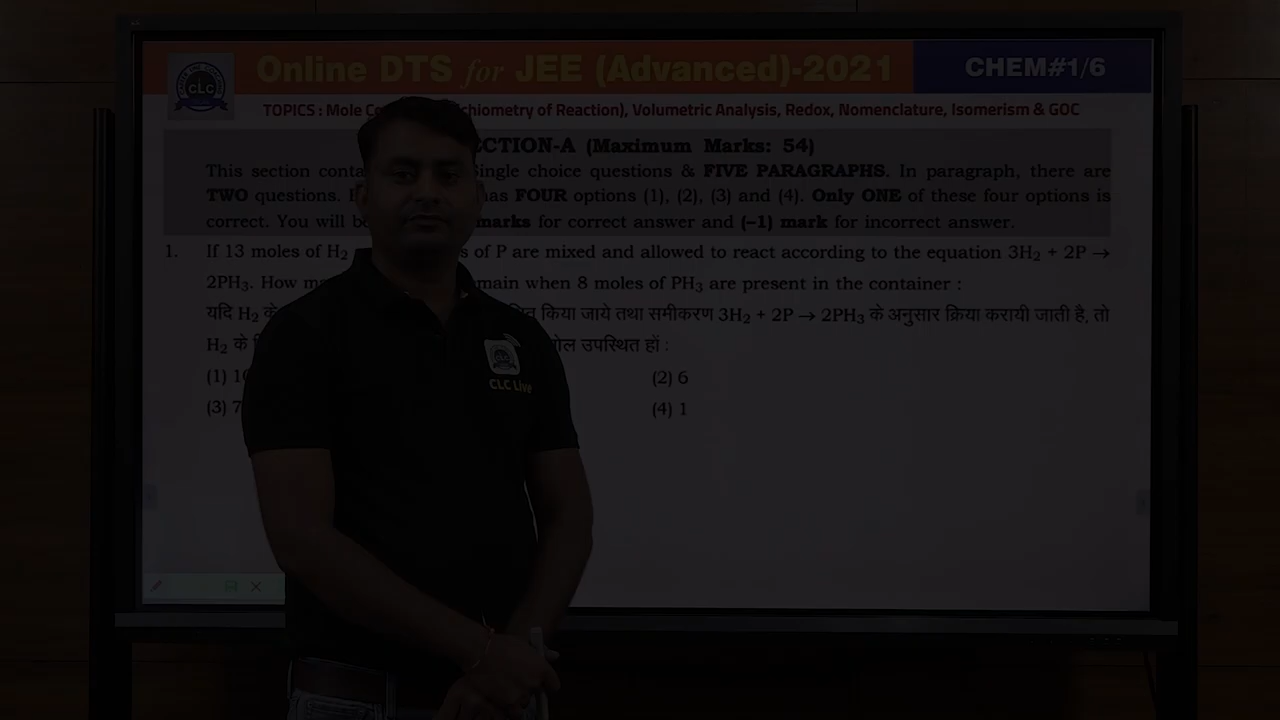 Online DTS for JEE (Advanced)-2021
CHEM#1/6
CLC
TOPICS : Mole Co chiometry of Reaction), Volumetric Analysis, Redox, Nomenclature, Isomerism & GOC
CTION-A (Maximum Marks: 54)
This section conta Single choice questions & FIVE PARAGRAPHS. In paragraph, there are
TWO questions. has FOUR options (1), (2), (3) and (4). Only ONE of these four options is
correct. You will be marks for correct answer and (–1) mark for incorrect answer.
1. If 13 moles of H2 s of P are mixed and allowed to react according to the equation 3H2 + 2P →
2PH3. How ma main when 8 moles of PH3 are present in the container :
यदि H2 के त किया जाये तथा समीकरण 3H2 + 2P → 2PH3 के अनुसार क्रिया करायी जाती है, तो
H2 के मोल उपस्थित हों :
(1) 10 (2) 6
(3) 7 (4) 1
CLC Live